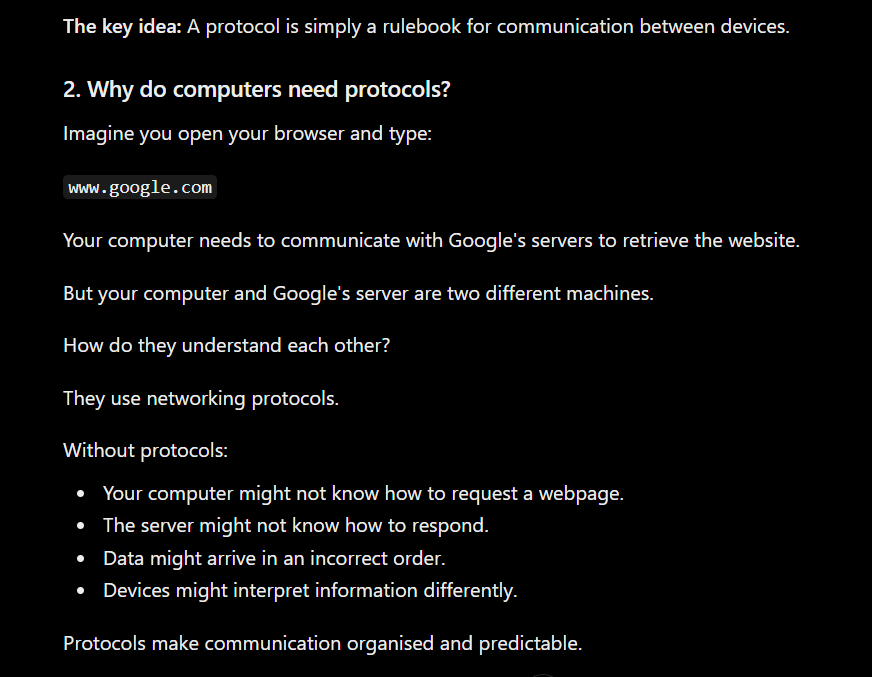 The key idea: A protocol is simply a rulebook for communication between devices.
2. Why do computers need protocols?
Imagine you open your browser and type:
www.google.com
Your computer needs to communicate with Google's servers to retrieve the website.
But your computer and Google's server are two different machines.
How do they understand each other?
They use networking protocols.
Without protocols:
• Your computer might not know how to request a webpage.
• The server might not know how to respond.
• Data might arrive in an incorrect order.
• Devices might interpret information differently.
Protocols make communication organised and predictable.